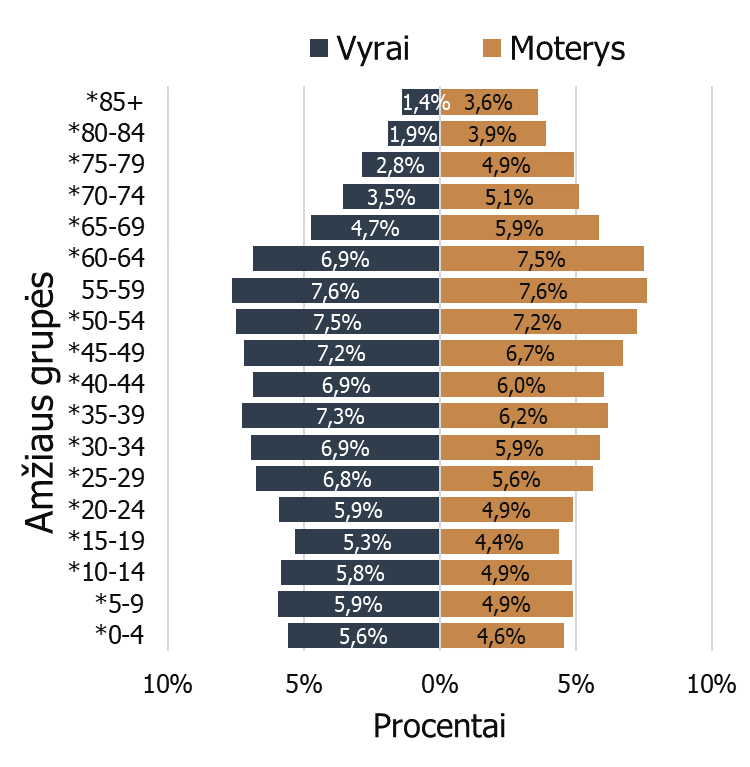 Vyrai Moterys
*85+ 1,4% 3,6%
*80-84 1,9% 3,9%
*75-79 2,8% 4,9%
*70-74 3,5% 5,1%
*65-69 4,7% 5,9%
*60-64 6,9% 7,5%
55-59 7,6% 7,6%
*50-54 7,5% 7,2%
*45-49 7,2% 6,7%
*40-44 6,9% 6,0%
*35-39 7,3% 6,2%
*30-34 6,9% 5,9%
*25-29 6,8% 5,6%
*20-24 5,9% 4,9%
*15-19 5,3% 4,4%
*10-14 5,8% 4,9%
*5-9 5,9% 4,9%
*0-4 5,6% 4,6%
Amžiaus grupės
10% 5% 0% 5% 10%
Procentai